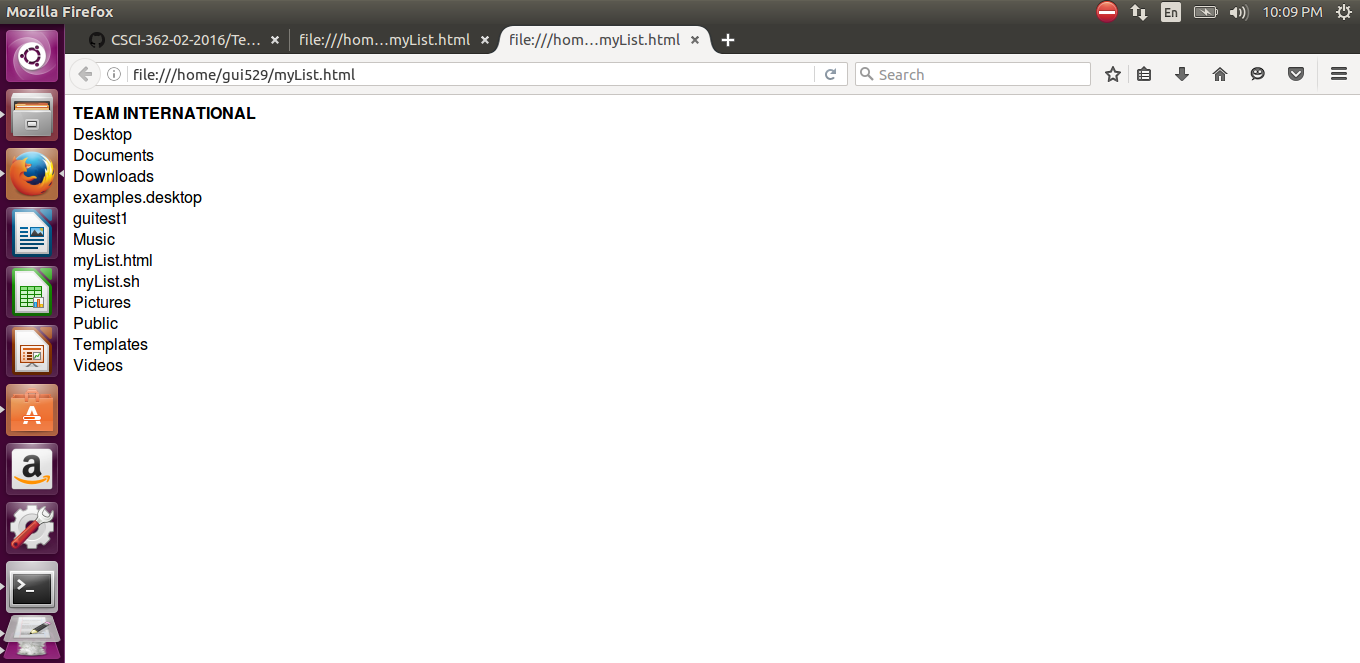 Mozilla Firefox
En
10:09 PM
CSCI-362-02-2016/Te...
file:///hom...myList.html
file:///hom...myList.html
file:///home/gui529/myList.html
Search
TEAM INTERNATIONAL
Desktop
Documents
Downloads
examples.desktop
guitest1
Music
myList.html
myList.sh
Pictures
Public
Templates
Videos